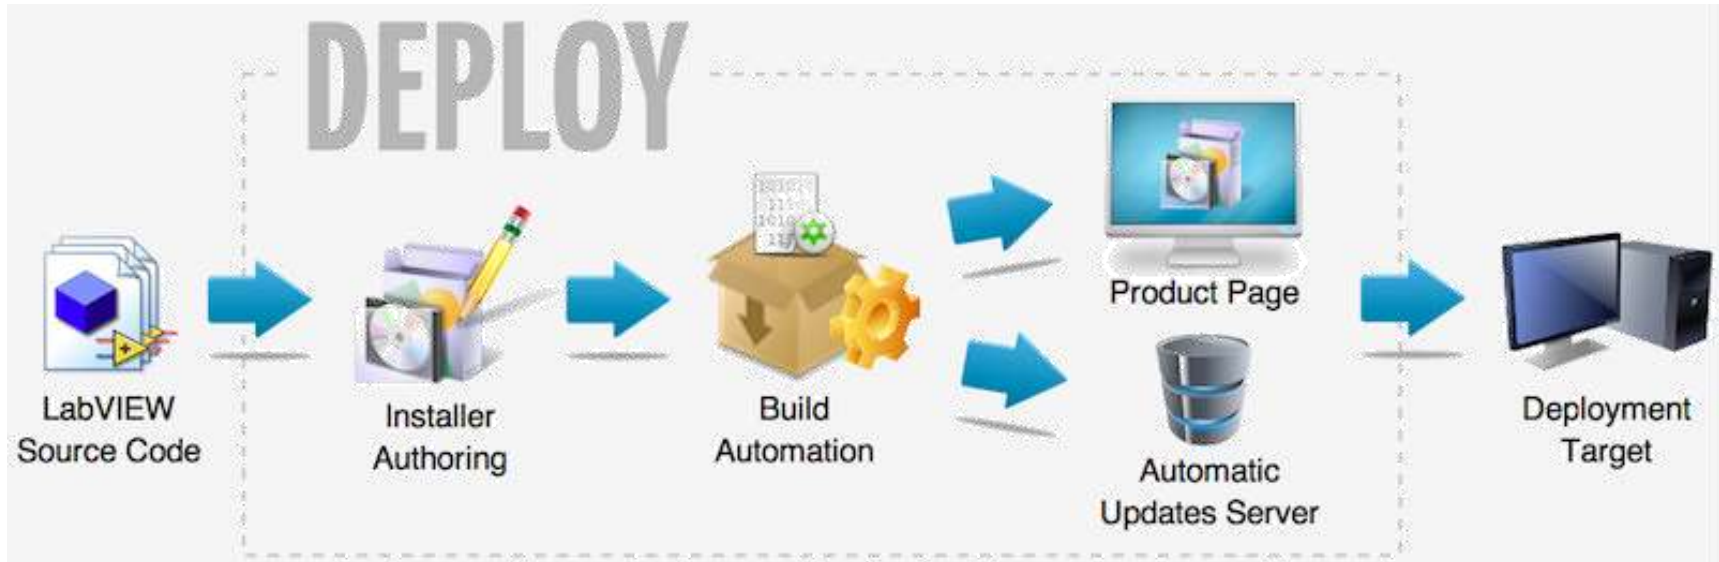 DEPLOY
LabVIEW
Source Code
Installer
Authoring
Build
Automation
Product Page
Automatic
Updates Server
Deployment
Target